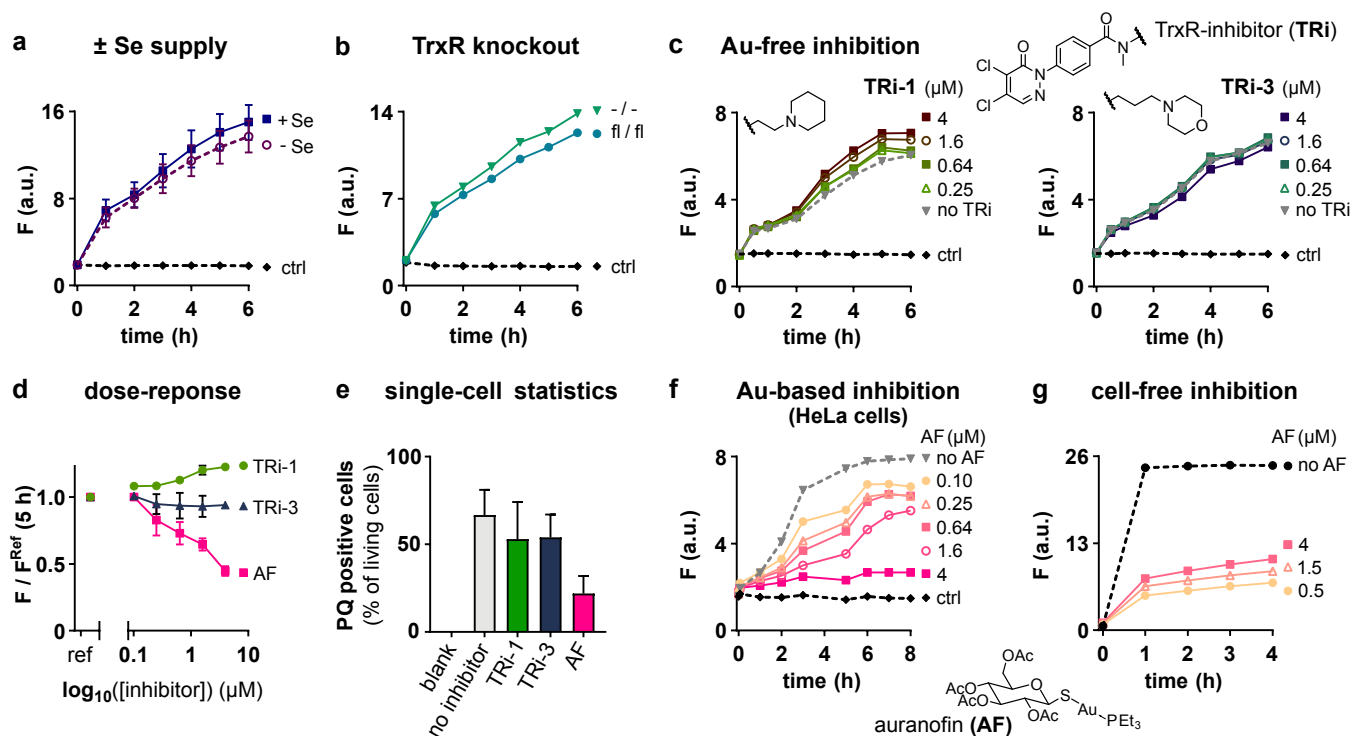 a
± Se supply
F (a.u.)
16
8
0
0 2 4 6
time (h)
+ Se
- Se
ctrl
b
TrxR knockout
F (a.u.)
14
7
0
0 2 4 6
time (h)
- / -
fl / fl
ctrl
c
Au-free inhibition
TrxR-inhibitor (TRi)
O
N
Me
O
Cl
Cl
N
N
TRi-1 (μM)
N
F (a.u.)
8
4
0
0 2 4 6
time (h)
4
1.6
0.64
0.25
no TRi
ctrl
TRi-3 (μM)
N
O
F (a.u.)
8
4
0
0 2 4 6
time (h)
4
1.6
0.64
0.25
no TRi
ctrl
d
dose-reponse
F / F^Ref (5 h)
1.0
0.5
0
ref
0.1 1 10
log10([inhibitor]) (μM)
TRi-1
TRi-3
AF
e
single-cell statistics
PQ positive cells
(% of living cells)
100
50
0
blank
no inhibitor
TRi-1
TRi-3
AF
f
Au-based inhibition
(HeLa cells)
AF (μM)
F (a.u.)
8
4
0
0 2 4 6 8
time (h)
no AF
0.10
0.25
0.64
1.6
4
ctrl
g
cell-free inhibition
AF (μM)
F (a.u.)
26
13
0
0 1 2 3 4
time (h)
no AF
4
1.5
0.5
OAc
O
AcO
AcO
OAc
S
Au
PEt3
auranofin (AF)